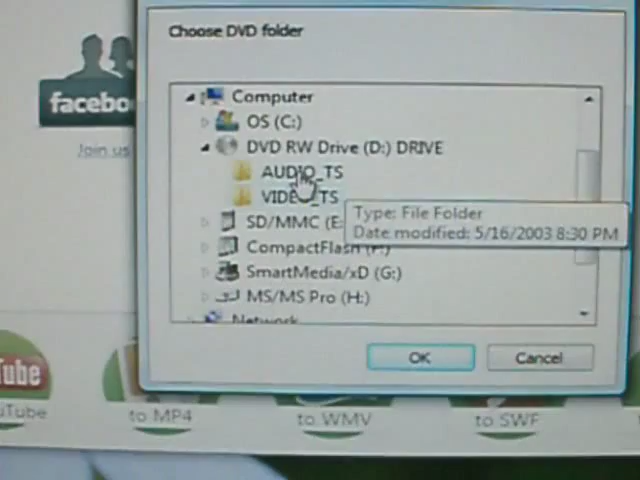 Choose DVD folder
Computer
OS (C:)
DVD RW Drive (D:) DRIVE
AUDIO_TS
VIDEO_TS
Type: File Folder
Date modified: 5/16/2003 8:30 PM
SD/MMC (E:
CompactFlash (F:)
SmartMedia/xD (G:)
MS/MS Pro (H:)
Network
OK
Cancel
facebo
Join us
Tube
uTube
to MP4
to WMV
to SWF